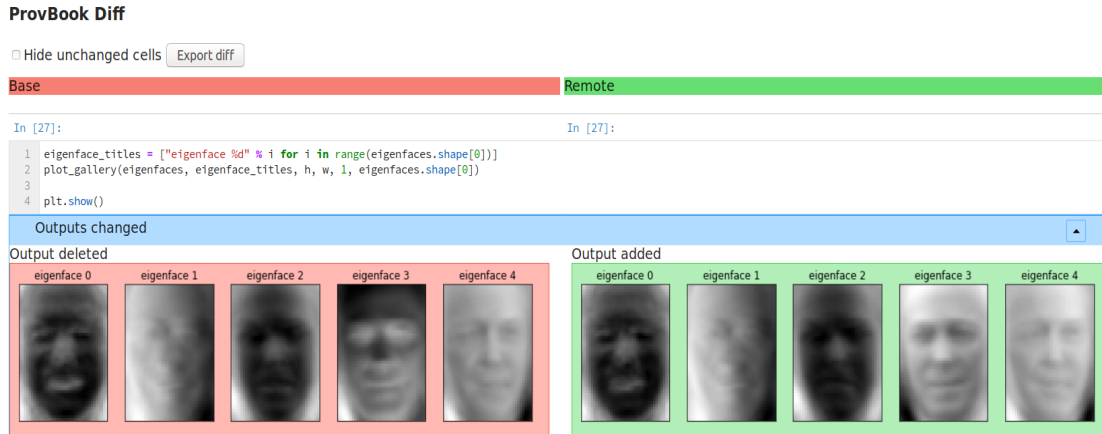 ProvBook Diff
Hide unchanged cells Export diff
Base Remote
In [27]: In [27]:
1 eigenface_titles = ["eigenface %d" % i for i in range(eigenfaces.shape[0])]
2 plot_gallery(eigenfaces, eigenface_titles, h, w, 1, eigenfaces.shape[0])
3
4 plt.show()
Outputs changed
Output deleted Output added
eigenface 0 eigenface 1 eigenface 2 eigenface 3 eigenface 4 eigenface 0 eigenface 1 eigenface 2 eigenface 3 eigenface 4